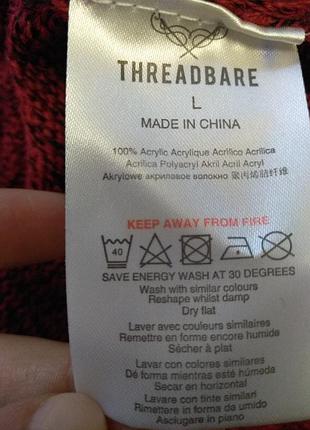 THREADBARE
L
MADE IN CHINA
100% Acrylic Acrylique Acrílico Acrilico
Acrílica Polyacryl Akril Acril Acryl
Akrylowe акриловое волокно 聚丙烯腈纤维
KEEP AWAY FROM FIRE
40
SAVE ENERGY WASH AT 30 DEGREES
Wash with similar colours
Reshape whilst damp
Dry flat
Laver avec couleurs similaires
Remettre en forme encore humide
Sécher à plat
Lavar con colores similares
Dé forma mientras esté húmeda
Secar en horizontal
Lavare con tinte similari
Rimettere in forma da umido
Asciugare in piano